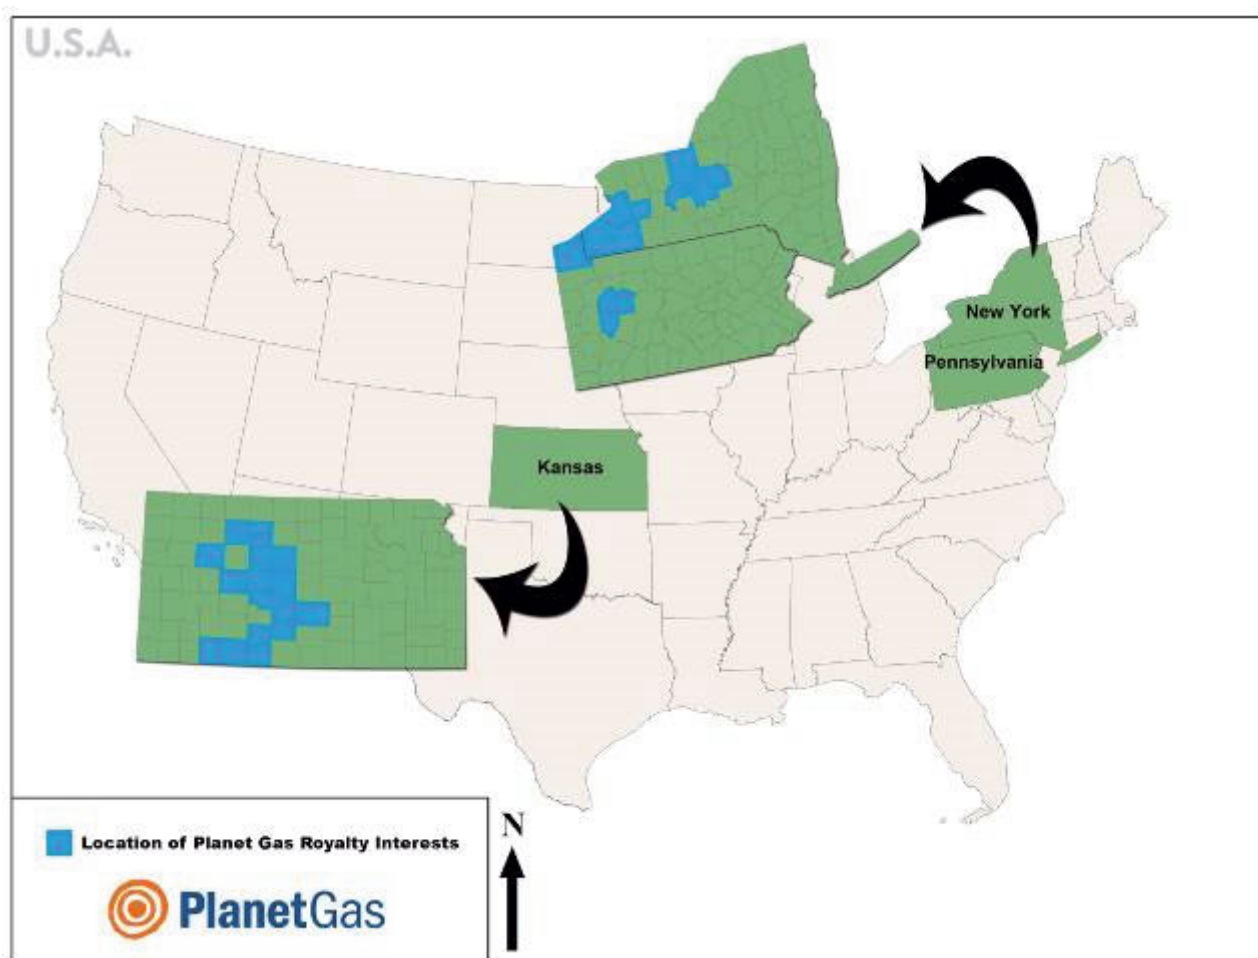 U.S.A.
New York
Pennsylvania
Kansas
Location of Planet Gas Royalty Interests
N
PlanetGas